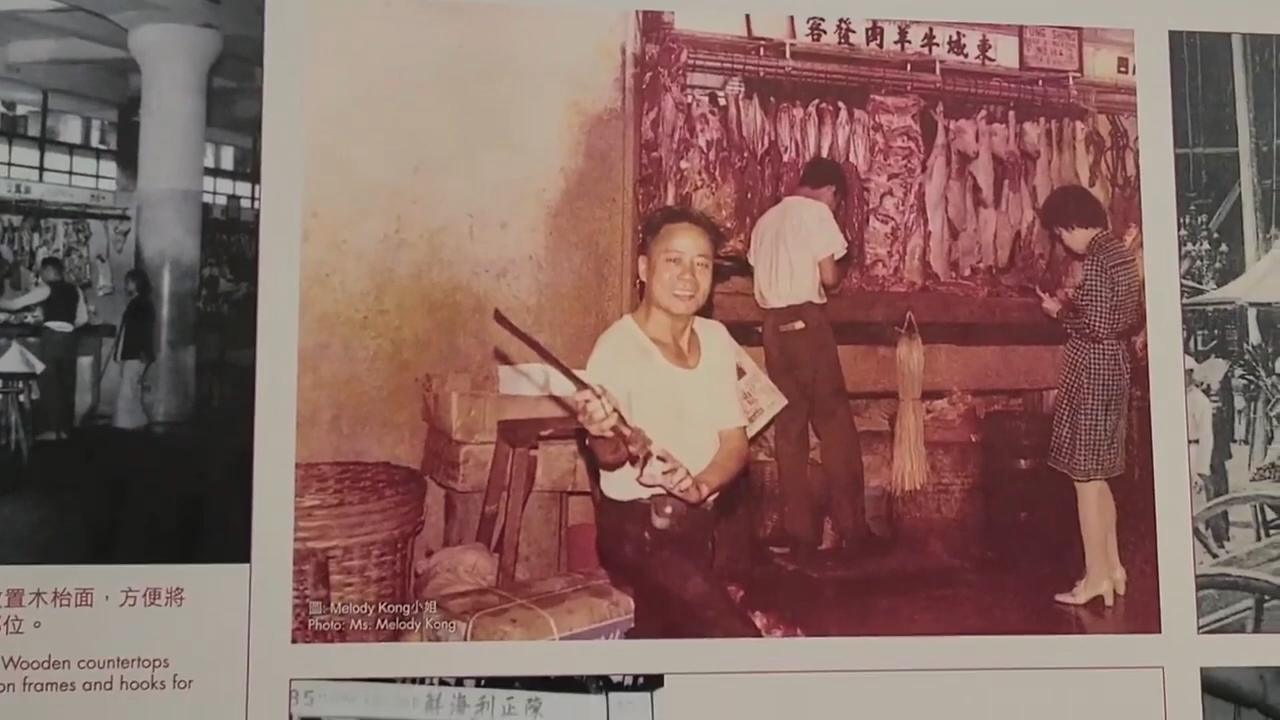 東城牛羊肉發客
TUNG SHING
圖: Melody Kong小姐
Photo: Ms. Melody Kong
置木枱面，方便將
位。
Wooden countertops
on frames and hooks for
陳正利海鮮